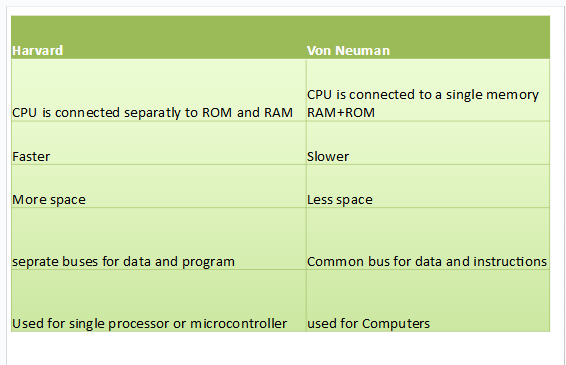 Harvard Von Neuman
CPU is connected separatly to ROM and RAM CPU is connected to a single memory
RAM+ROM
Faster Slower
More space Less space
seprate buses for data and program Common bus for data and instructions
Used for single processor or microcontroller used for Computers